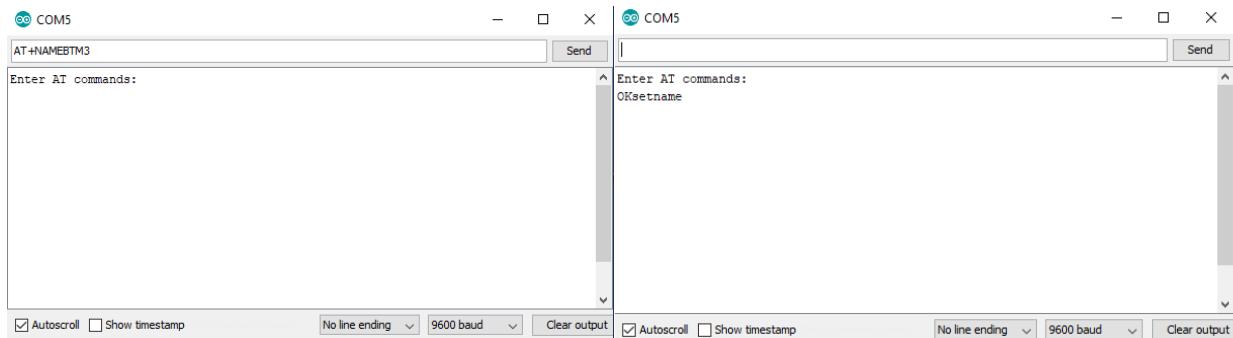 COM5
AT+NAMEBTM3
Send
Enter AT commands:
Autoscroll Show timestamp No line ending 9600 baud Clear output
COM5
Send
Enter AT commands:
OKsetname
Autoscroll Show timestamp No line ending 9600 baud Clear output